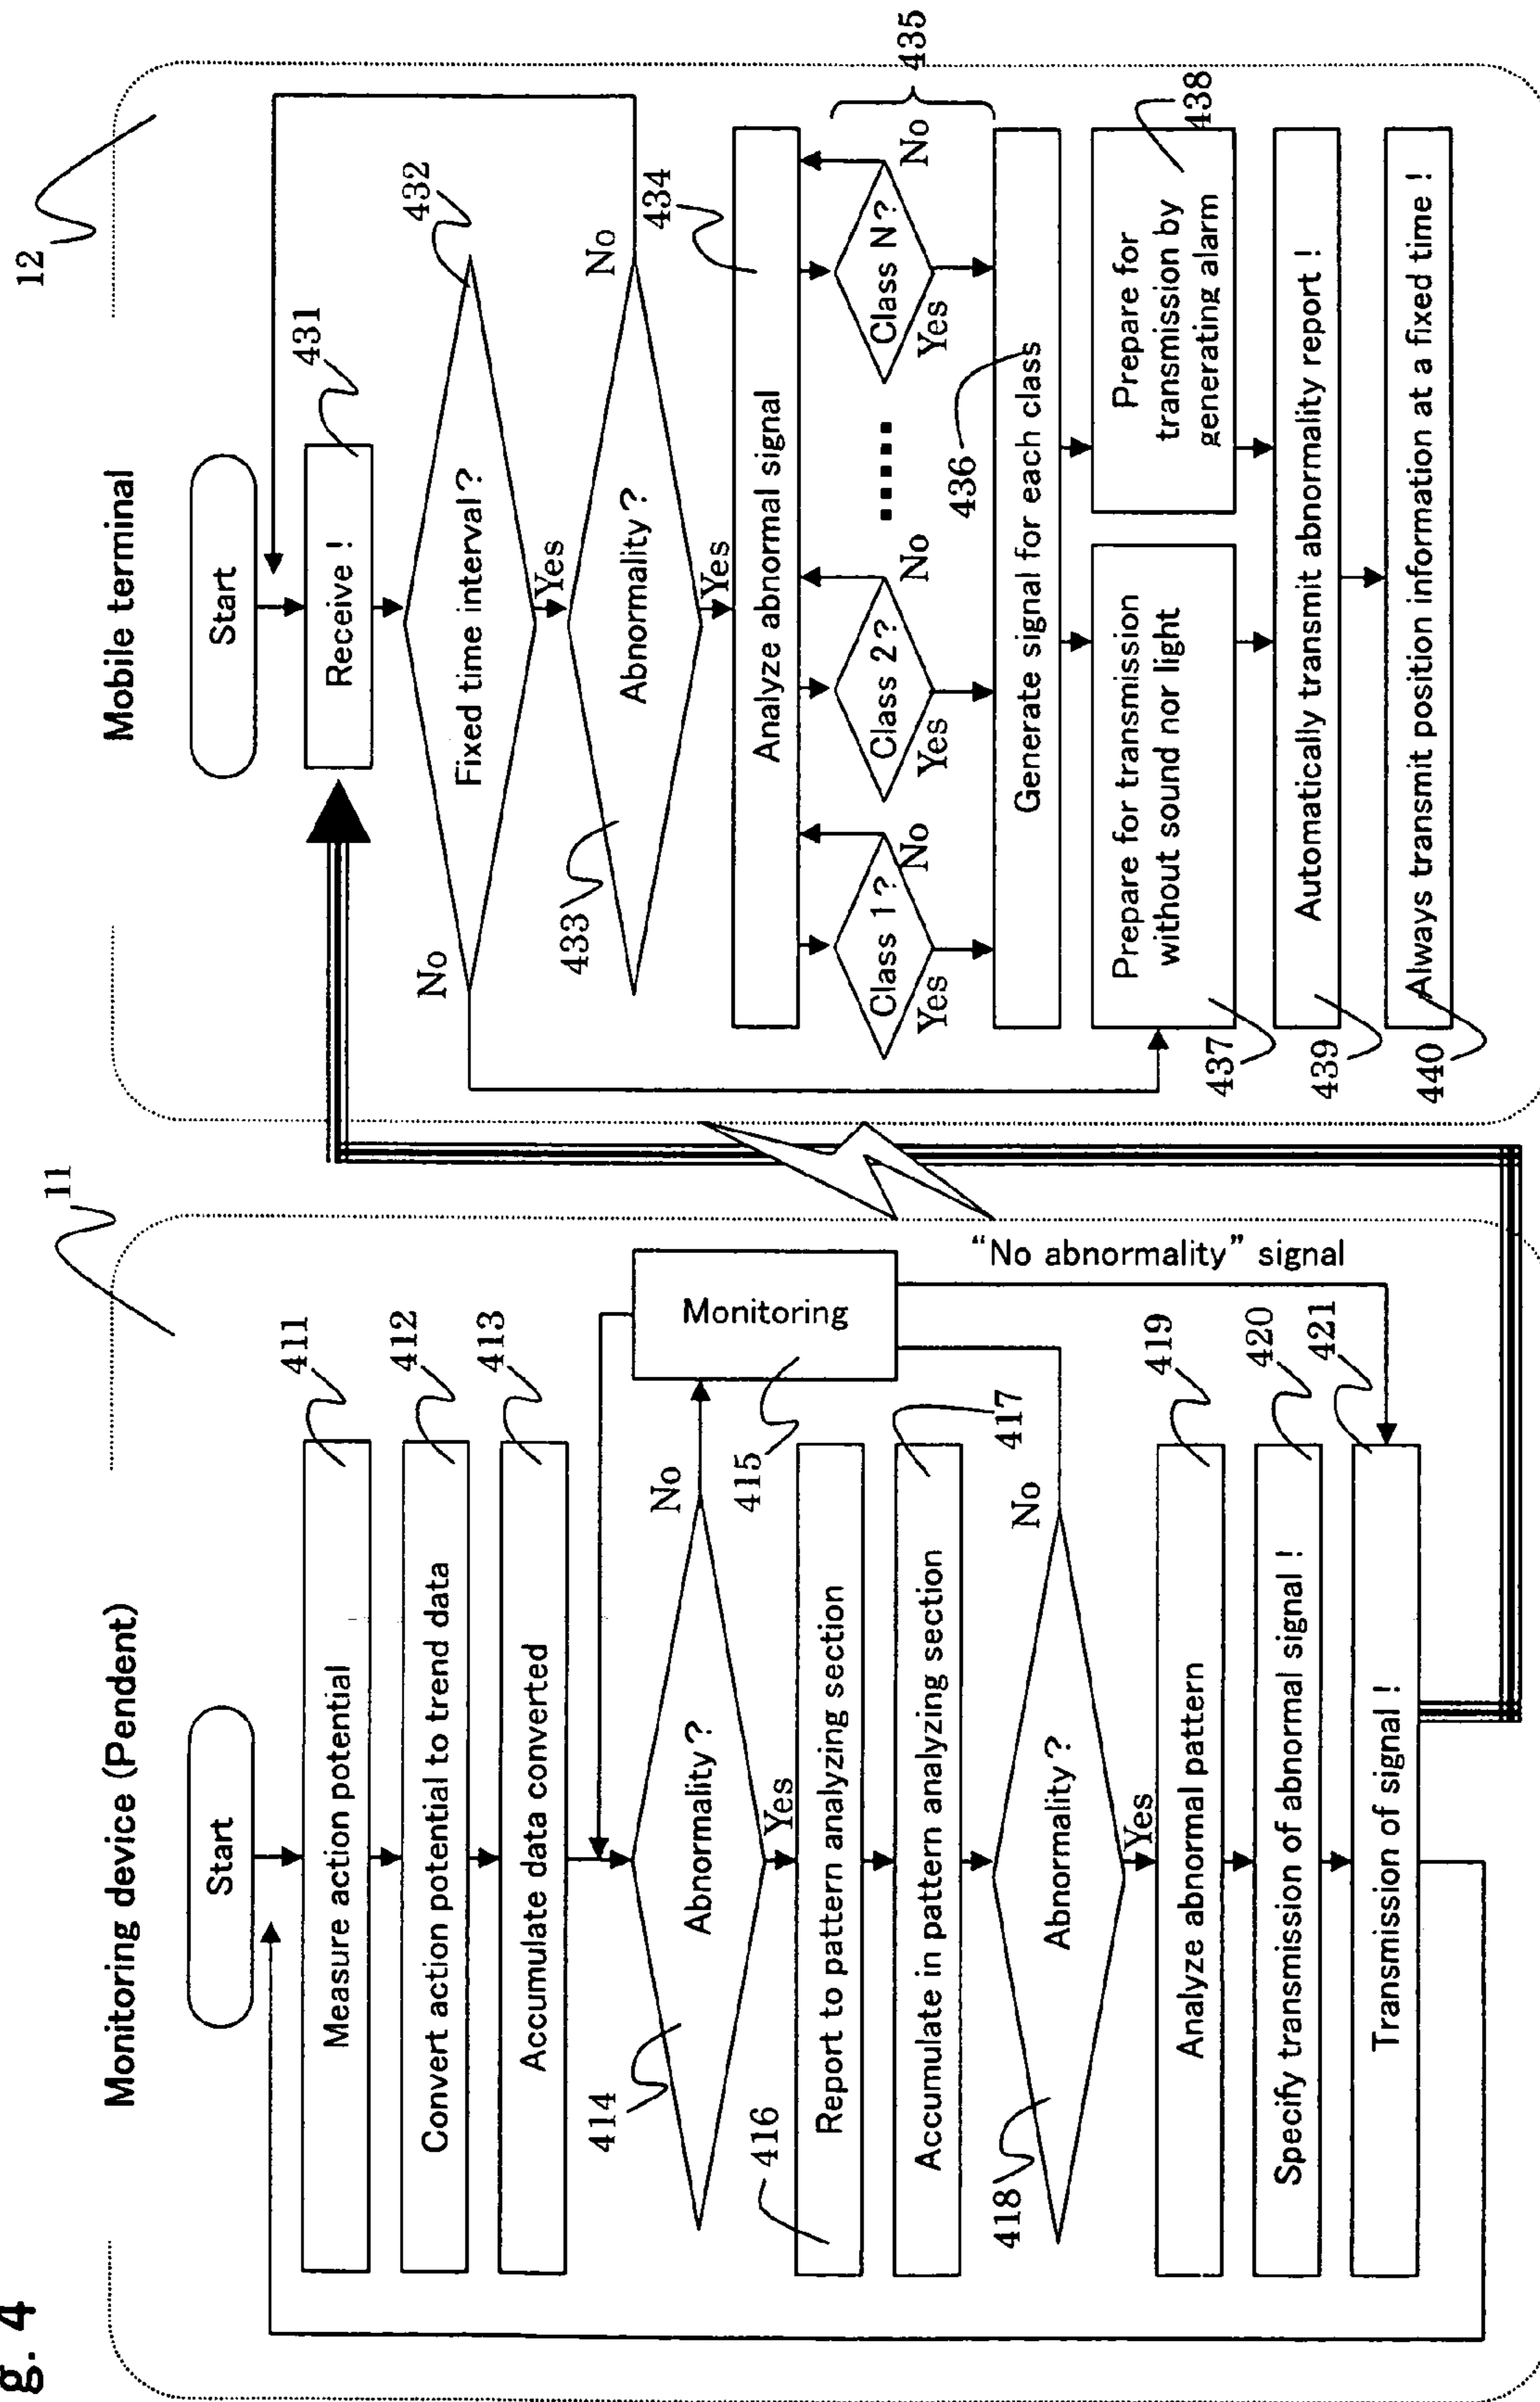 g. 4
Monitoring device (Pendent)
11
Start
Measure action potential
411
Convert action potential to trend data
412
Accumulate data converted
413
Abnormality?
414
No
Yes
Monitoring
415
"No abnormality" signal
Report to pattern analyzing section
416
Accumulate in pattern analyzing section
417
Abnormality?
418
No
Yes
Analyze abnormal pattern
419
Specify transmission of abnormal signal !
420
Transmission of signal !
421
Mobile terminal
12
Start
Receive !
431
Fixed time interval?
432
No
Yes
Abnormality?
433
No
Yes
Analyze abnormal signal
434
Class 1?
No
Yes
Class 2?
No
Yes
Class N?
No
Yes
435
Generate signal for each class
436
Prepare for transmission
without sound nor light
437
Prepare for
transmission by
generating alarm
438
Automatically transmit abnormality report !
439
Always transmit position information at a fixed time !
440